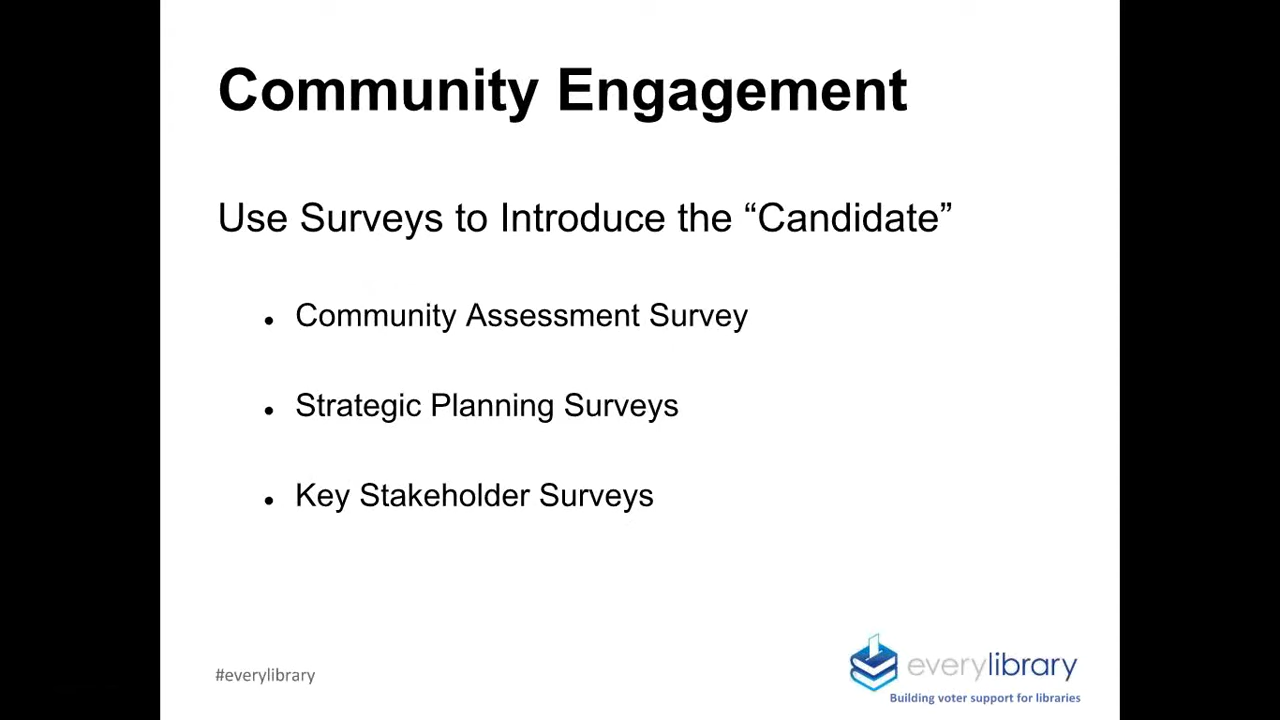 Community Engagement
Use Surveys to Introduce the “Candidate”
• Community Assessment Survey
• Strategic Planning Surveys
• Key Stakeholder Surveys
#everylibrary
everylibrary
Building voter support for libraries